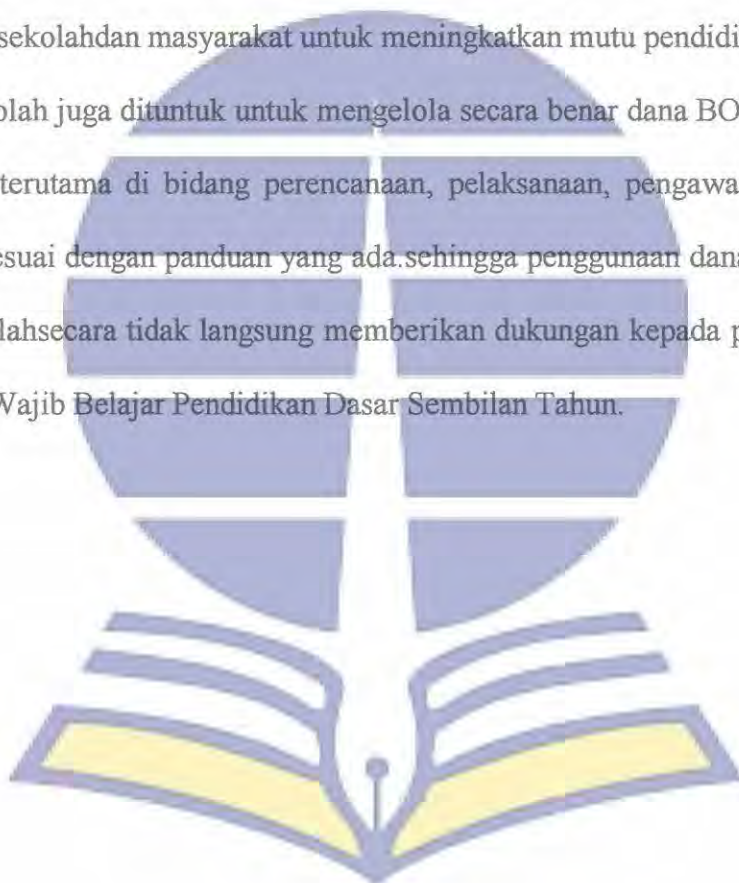 sekolahdan masyarakat untuk meningkatkan mutu pendidi
olah juga dituntuk untuk mengelola secara benar dana BO
terutama di bidang perencanaan, pelaksanaan, pengawa
esuai dengan panduan yang ada.sehingga penggunaan dana
lahsecara tidak langsung memberikan dukungan kepada p
Wajib Belajar Pendidikan Dasar Sembilan Tahun.